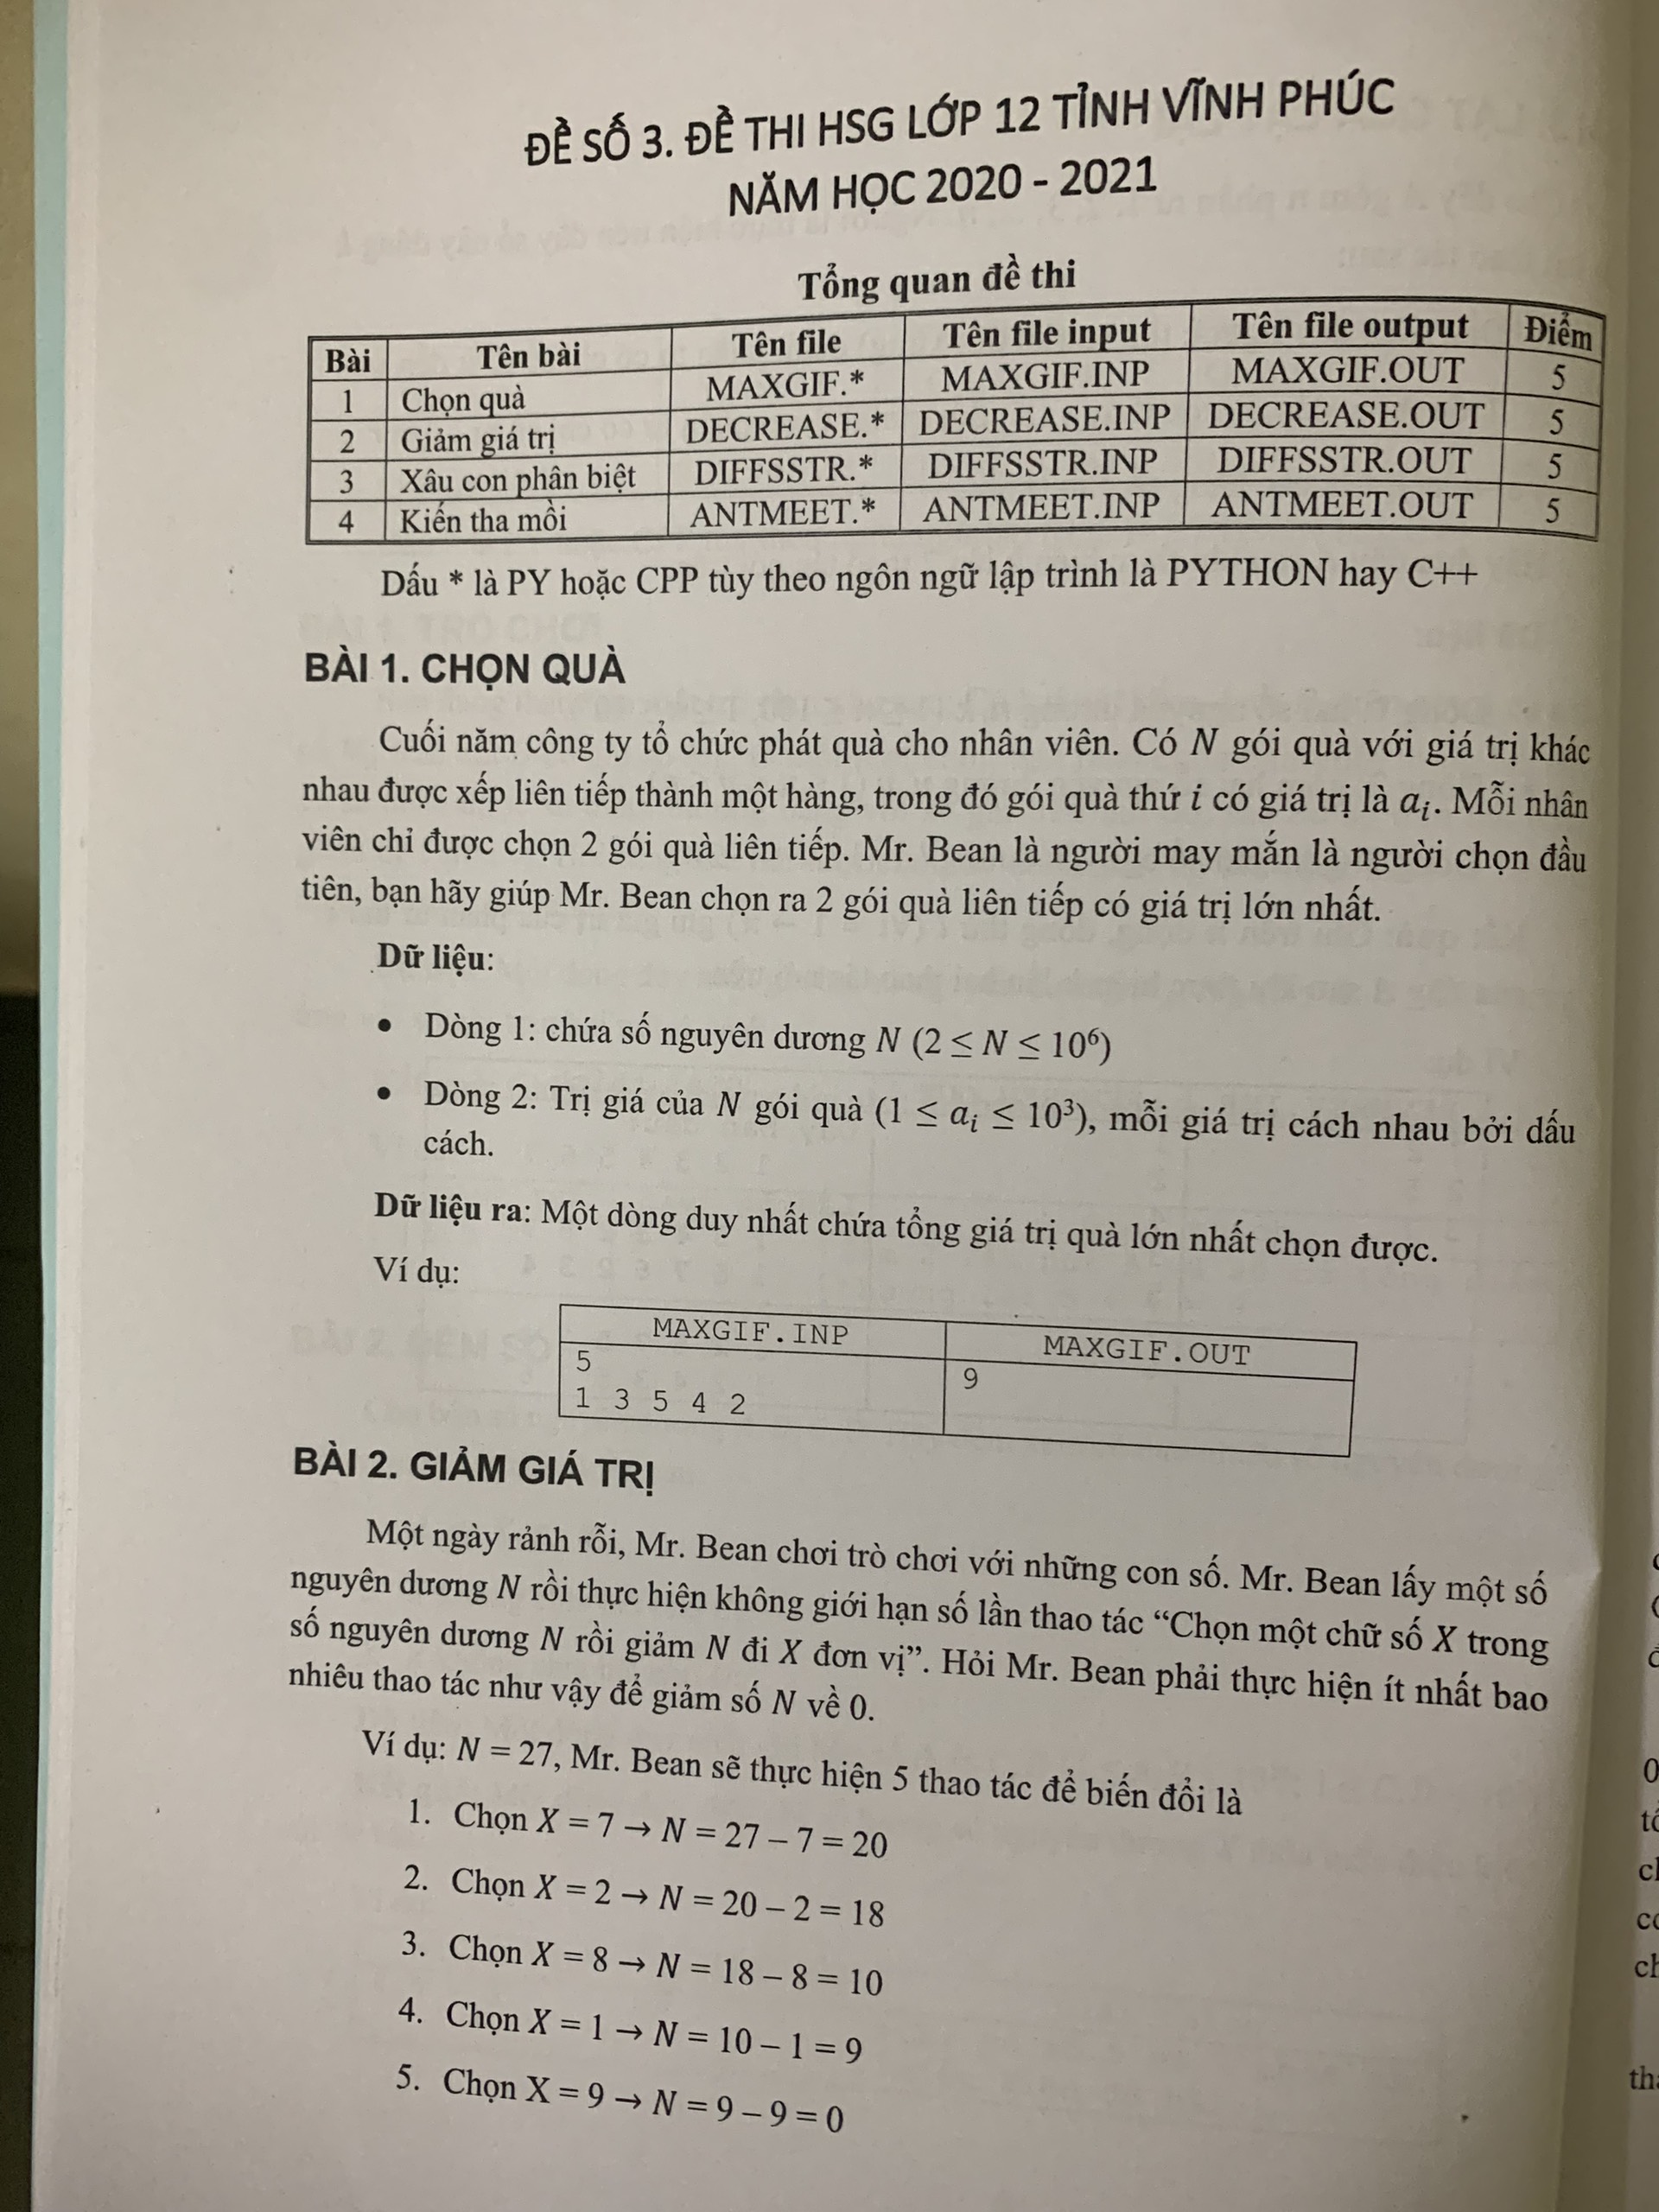 ĐỀ SỐ 3. ĐỀ THI HSG LỚP 12 TỈNH VĨNH PHÚC
NĂM HỌC 2020 - 2021
Tổng quan đề thi
Bài Tên bài Tên file Tên file input Tên file output Điểm
1 Chọn quà MAXGIF.* MAXGIF.INP MAXGIF.OUT 5
2 Giảm giá trị DECREASE.* DECREASE.INP DECREASE.OUT 5
3 Xâu con phân biệt DIFFSSTR.* DIFFSSTR.INP DIFFSSTR.OUT 5
4 Kiến tha mồi ANTMEET.* ANTMEET.INP ANTMEET.OUT 5
Dấu * là PY hoặc CPP tùy theo ngôn ngữ lập trình là PYTHON hay C++
BÀI 1. CHỌN QUÀ
Cuối năm công ty tổ chức phát quà cho nhân viên. Có N gói quà với giá trị khác
nhau được xếp liên tiếp thành một hàng, trong đó gói quà thứ i có giá trị là aᵢ. Mỗi nhân
viên chỉ được chọn 2 gói quà liên tiếp. Mr. Bean là người may mắn là người chọn đầu
tiên, bạn hãy giúp Mr. Bean chọn ra 2 gói quà liên tiếp có giá trị lớn nhất.
Dữ liệu:
• Dòng 1: chứa số nguyên dương N (2 ≤ N ≤ 10⁶)
• Dòng 2: Trị giá của N gói quà (1 ≤ aᵢ ≤ 10³), mỗi giá trị cách nhau bởi dấu
cách.
Dữ liệu ra: Một dòng duy nhất chứa tổng giá trị quà lớn nhất chọn được.
Ví dụ:
MAXGIF.INP MAXGIF.OUT
5 9
1 3 5 4 2
BÀI 2. GIẢM GIÁ TRỊ
Một ngày rảnh rỗi, Mr. Bean chơi trò chơi với những con số. Mr. Bean lấy một số
nguyên dương N rồi thực hiện không giới hạn số lần thao tác “Chọn một chữ số X trong
số nguyên dương N rồi giảm N đi X đơn vị”. Hỏi Mr. Bean phải thực hiện ít nhất bao
nhiêu thao tác như vậy để giảm số N về 0.
Ví dụ: N = 27, Mr. Bean sẽ thực hiện 5 thao tác để biến đổi là
1. Chọn X = 7 → N = 27 – 7 = 20
2. Chọn X = 2 → N = 20 – 2 = 18
3. Chọn X = 8 → N = 18 – 8 = 10
4. Chọn X = 1 → N = 10 – 1 = 9
5. Chọn X = 9 → N = 9 – 9 = 0